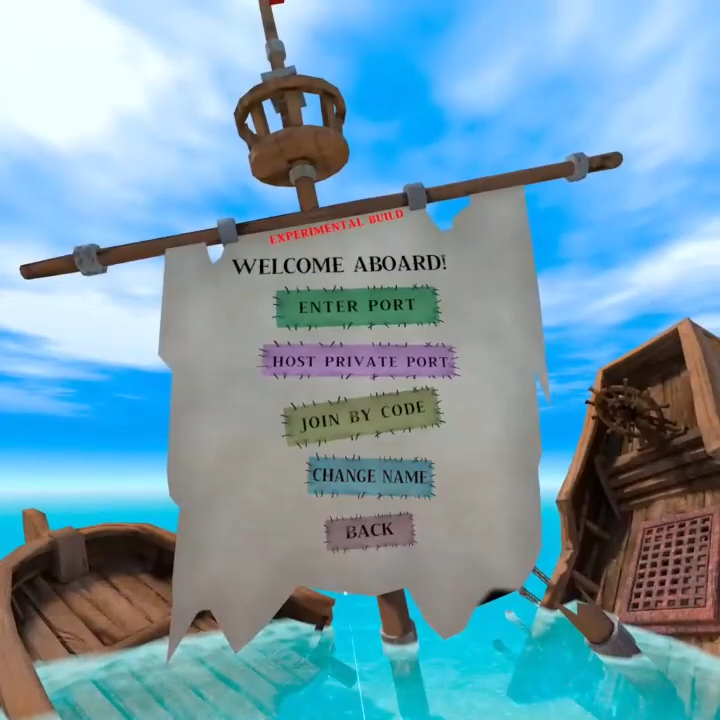 EXPERIMENTAL BUILD
WELCOME ABOARD!
ENTER PORT
HOST PRIVATE PORT
JOIN BY CODE
CHANGE NAME
BACK